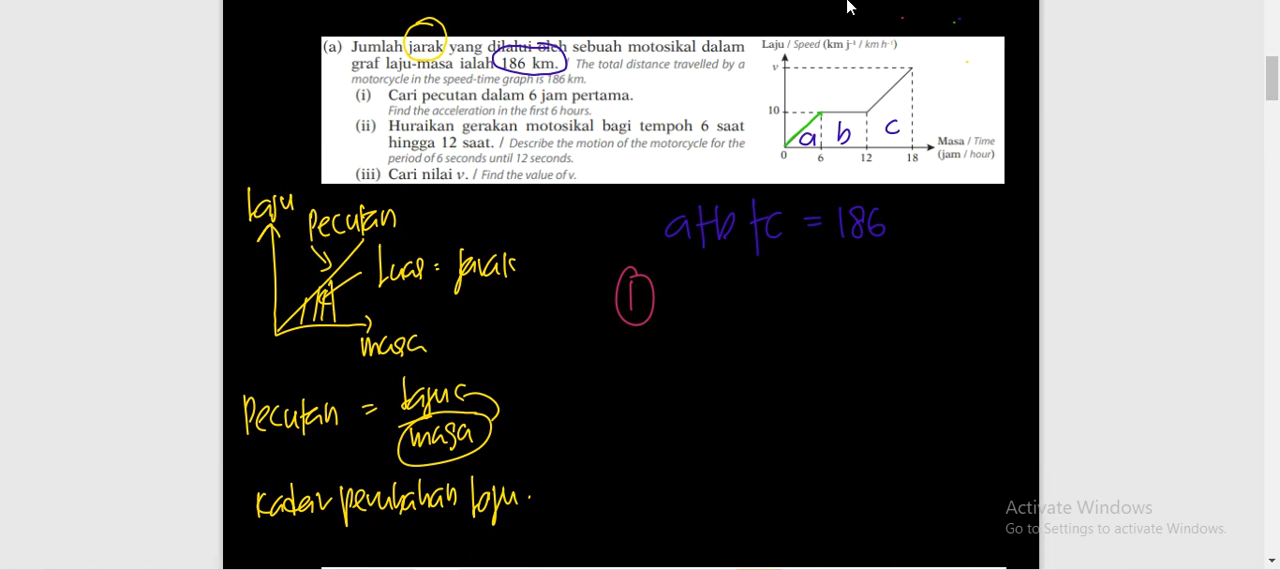 (a) Jumlah jarak yang dilalui oleh sebuah motosikal dalam
graf laju-masa ialah 186 km. / The total distance travelled by a
motorcycle in the speed-time graph is 186 km.
(i) Cari pecutan dalam 6 jam pertama.
Find the acceleration in the first 6 hours.
(ii) Huraikan gerakan motosikal bagi tempoh 6 saat
hingga 12 saat. / Describe the motion of the motorcycle for the
period of 6 seconds until 12 seconds.
(iii) Cari nilai v. / Find the value of v.
Laju / Speed (km j⁻¹ / km h⁻¹)
v
10
a b c
0 6 12 18
Masa / Time
(jam / hour)
Laju
Pecutan
Luas = Jarak
masa
a+b+c = 186
1
Pecutan = Laju
masa
Kadar perubahan laju.
Activate Windows
Go to Settings to activate Windows.